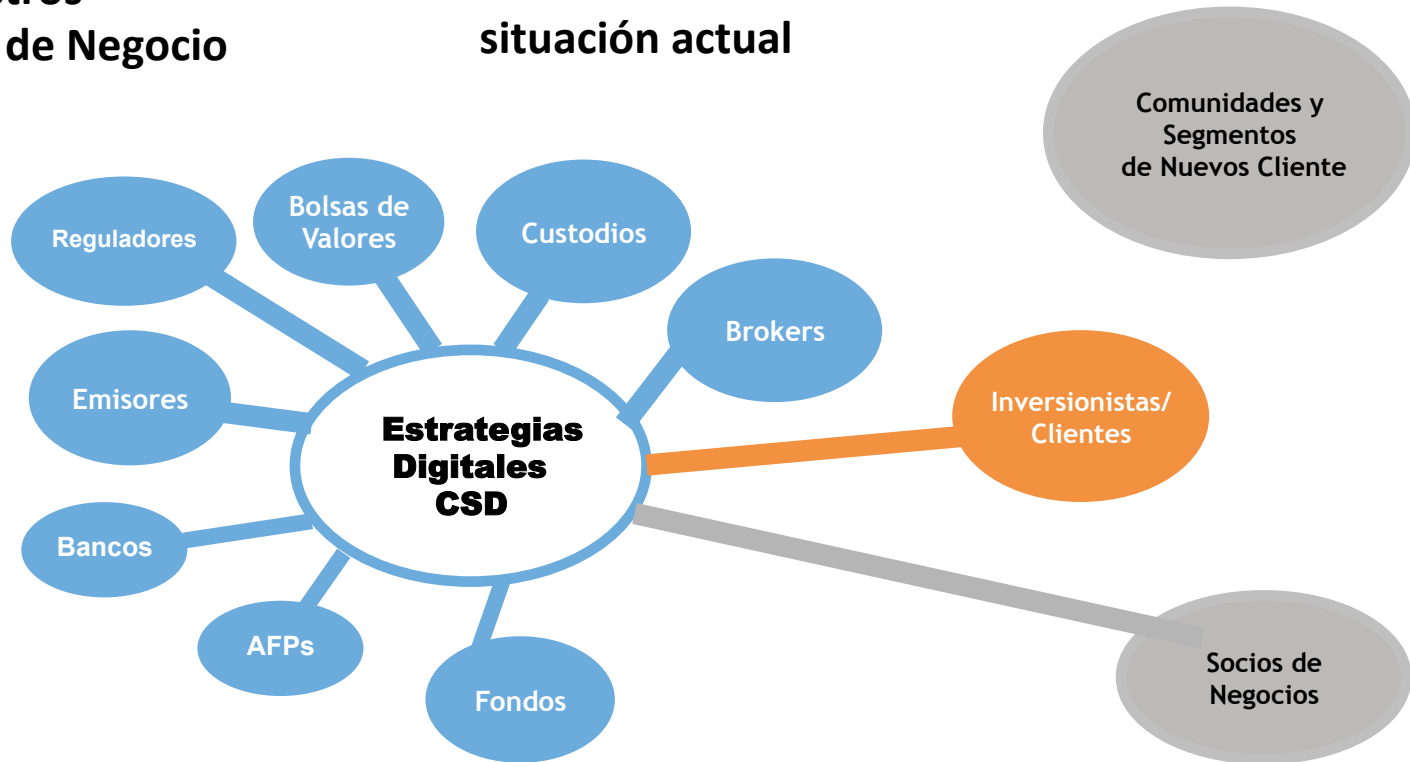 de Negocio
situación actual
Comunidades y
Segmentos
de Nuevos Cliente
Bolsas de
Valores
Reguladores
Custodios
Brokers
Emisores
Inversionistas/
Clientes
Estrategias
Digitales
CSD
Bancos
AFPs
Fondos
Socios de
Negocios